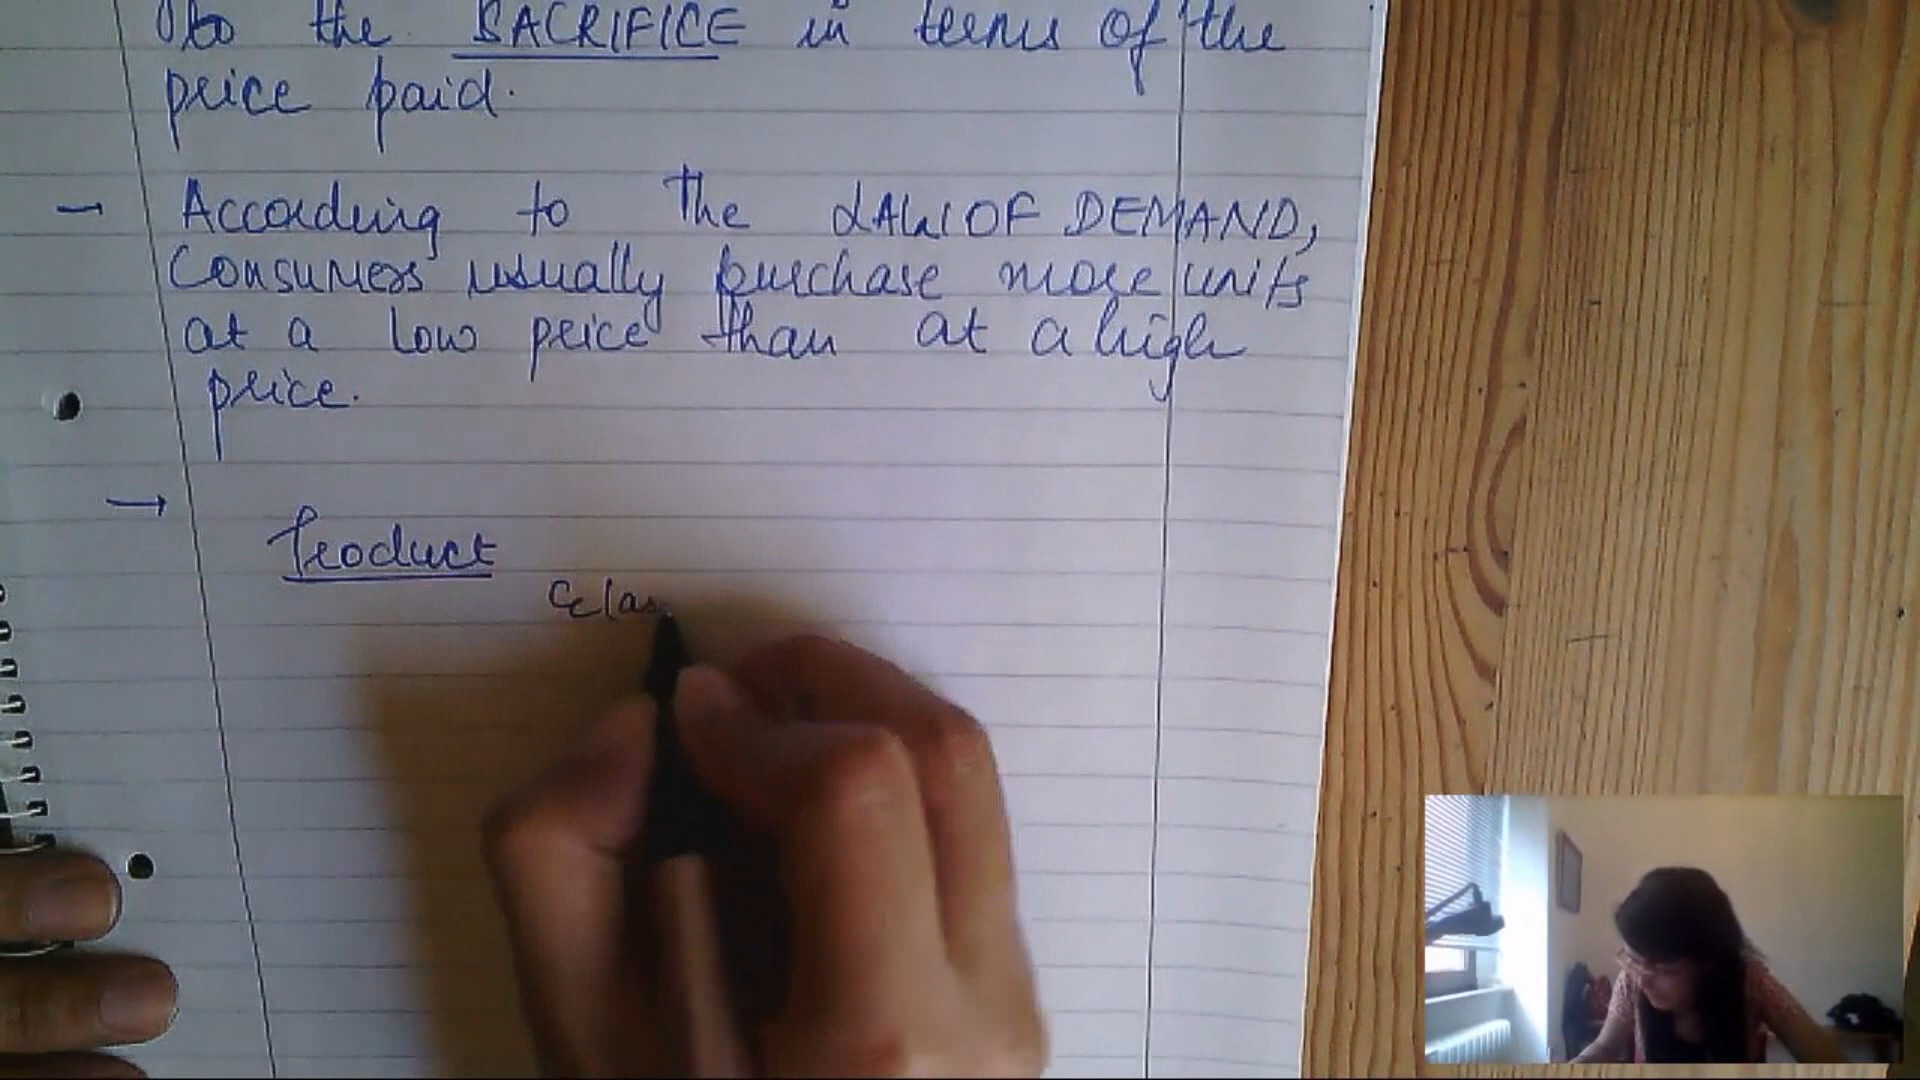 to the SACRIFICE in terms of the
price paid.
- According to the LAW OF DEMAND,
Consumers usually purchase more units
at a low price than at a high
price.
→
Product
Clas